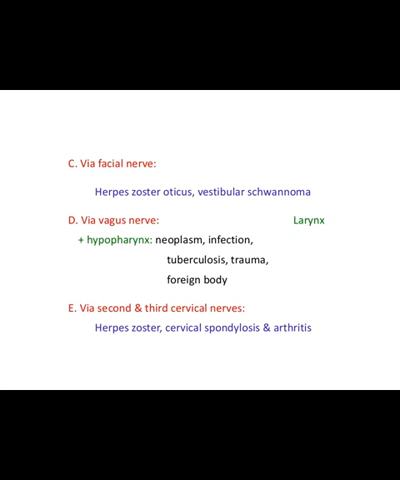 C. Via facial nerve:
Herpes zoster oticus, vestibular schwannoma
D. Via vagus nerve: Larynx
+ hypopharynx: neoplasm, infection,
tuberculosis, trauma,
foreign body
E. Via second & third cervical nerves:
Herpes zoster, cervical spondylosis & arthritis